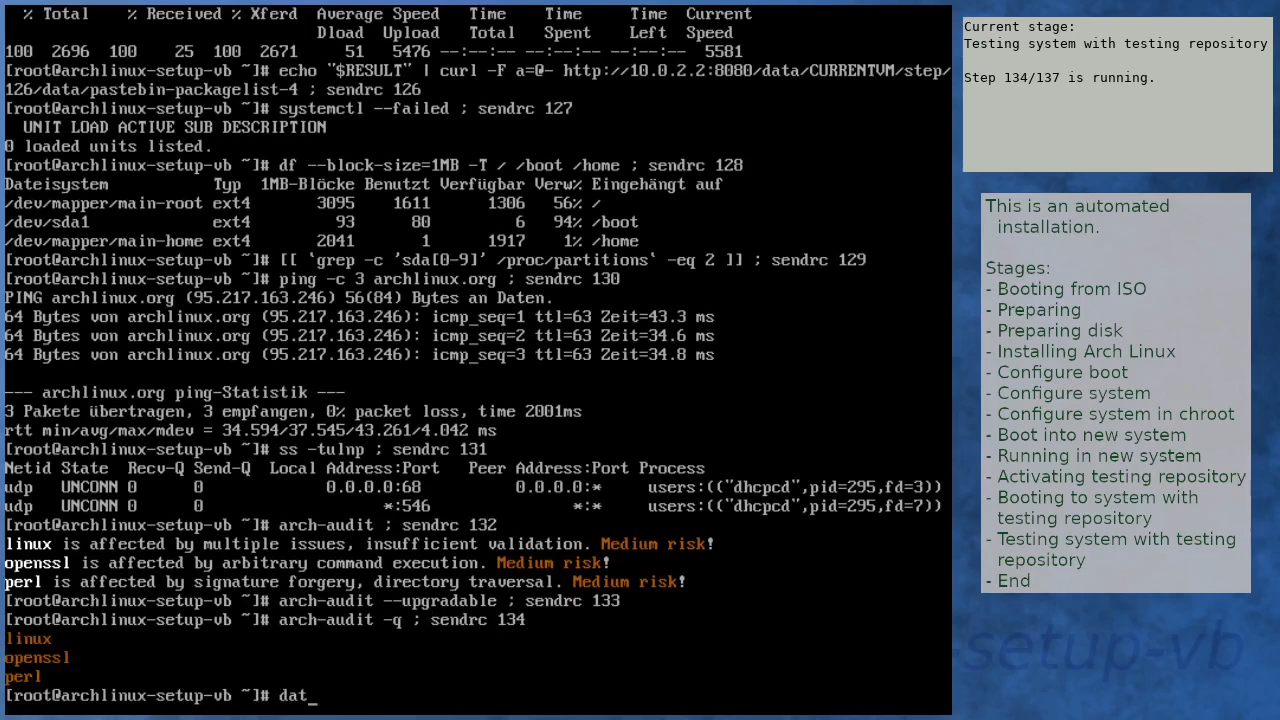 % Total    % Received % Xferd  Average Speed   Time    Time     Time  Current
                                 Dload  Upload   Total   Spent    Left  Speed
100  2696  100    25  100  2671     51   5476 --:--:-- --:--:-- --:--:--  5581
[root@archlinux-setup-vb ~]# echo "$RESULT" | curl -F a=@- http://10.0.2.2:8080/data/CURRENTVM/step/
126/data/pastebin-packagelist-4 ; sendrc 126
[root@archlinux-setup-vb ~]# systemctl --failed ; sendrc 127
  UNIT LOAD ACTIVE SUB DESCRIPTION
0 loaded units listed.
[root@archlinux-setup-vb ~]# df --block-size=1MB -T / /boot /home ; sendrc 128
Dateisystem           Typ  1MB-Blöcke Benutzt Verfügbar Verw% Eingehängt auf
/dev/mapper/main-root ext4       3095    1611      1306   56% /
/dev/sda1             ext4         93      80         6   94% /boot
/dev/mapper/main-home ext4       2041       1      1917    1% /home
[root@archlinux-setup-vb ~]# [[ `grep -c 'sda[0-9]' /proc/partitions` -eq 2 ]] ; sendrc 129
[root@archlinux-setup-vb ~]# ping -c 3 archlinux.org ; sendrc 130
PING archlinux.org (95.217.163.246) 56(84) Bytes an Daten.
64 Bytes von archlinux.org (95.217.163.246): icmp_seq=1 ttl=63 Zeit=43.3 ms
64 Bytes von archlinux.org (95.217.163.246): icmp_seq=2 ttl=63 Zeit=34.6 ms
64 Bytes von archlinux.org (95.217.163.246): icmp_seq=3 ttl=63 Zeit=34.8 ms
--- archlinux.org ping-Statistik ---
3 Pakete übertragen, 3 empfangen, 0% packet loss, time 2001ms
rtt min/avg/max/mdev = 34.594/37.545/43.261/4.042 ms
[root@archlinux-setup-vb ~]# ss -tulnp ; sendrc 131
Netid State  Recv-Q Send-Q  Local Address:Port   Peer Address:Port Process
udp   UNCONN 0      0             0.0.0.0:68          0.0.0.0:*     users:(("dhcpcd",pid=295,fd=3))
udp   UNCONN 0      0                   *:546               *:*     users:(("dhcpcd",pid=295,fd=7))
[root@archlinux-setup-vb ~]# arch-audit ; sendrc 132
linux is affected by multiple issues, insufficient validation. Medium risk!
openssl is affected by arbitrary command execution. Medium risk!
perl is affected by signature forgery, directory traversal. Medium risk!
[root@archlinux-setup-vb ~]# arch-audit --upgradable ; sendrc 133
[root@archlinux-setup-vb ~]# arch-audit -q ; sendrc 134
linux
openssl
perl
[root@archlinux-setup-vb ~]# dat_
Current stage:
Testing system with testing repository
Step 134/137 is running.
This is an automated
installation.
Stages:
- Booting from ISO
- Preparing
- Preparing disk
- Installing Arch Linux
- Configure boot
- Configure system
- Configure system in chroot
- Boot into new system
- Running in new system
- Activating testing repository
- Booting to system with
testing repository
- Testing system with testing
repository
- End
-setup-vb